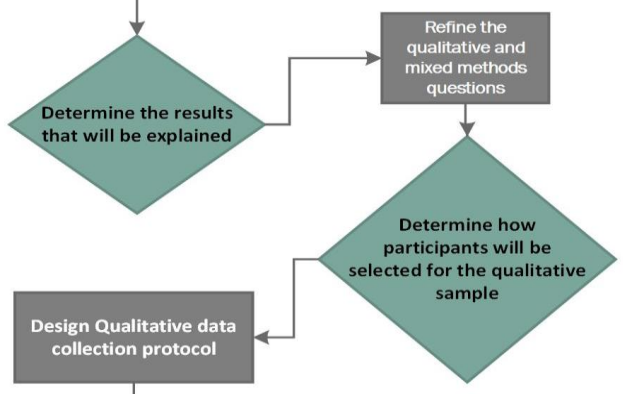 Determine the results
that will be explained
Refine the
qualitative and
mixed methods
questions
Determine how
participants will be
selected for the qualitative
sample
Design Qualitative data
collection protocol